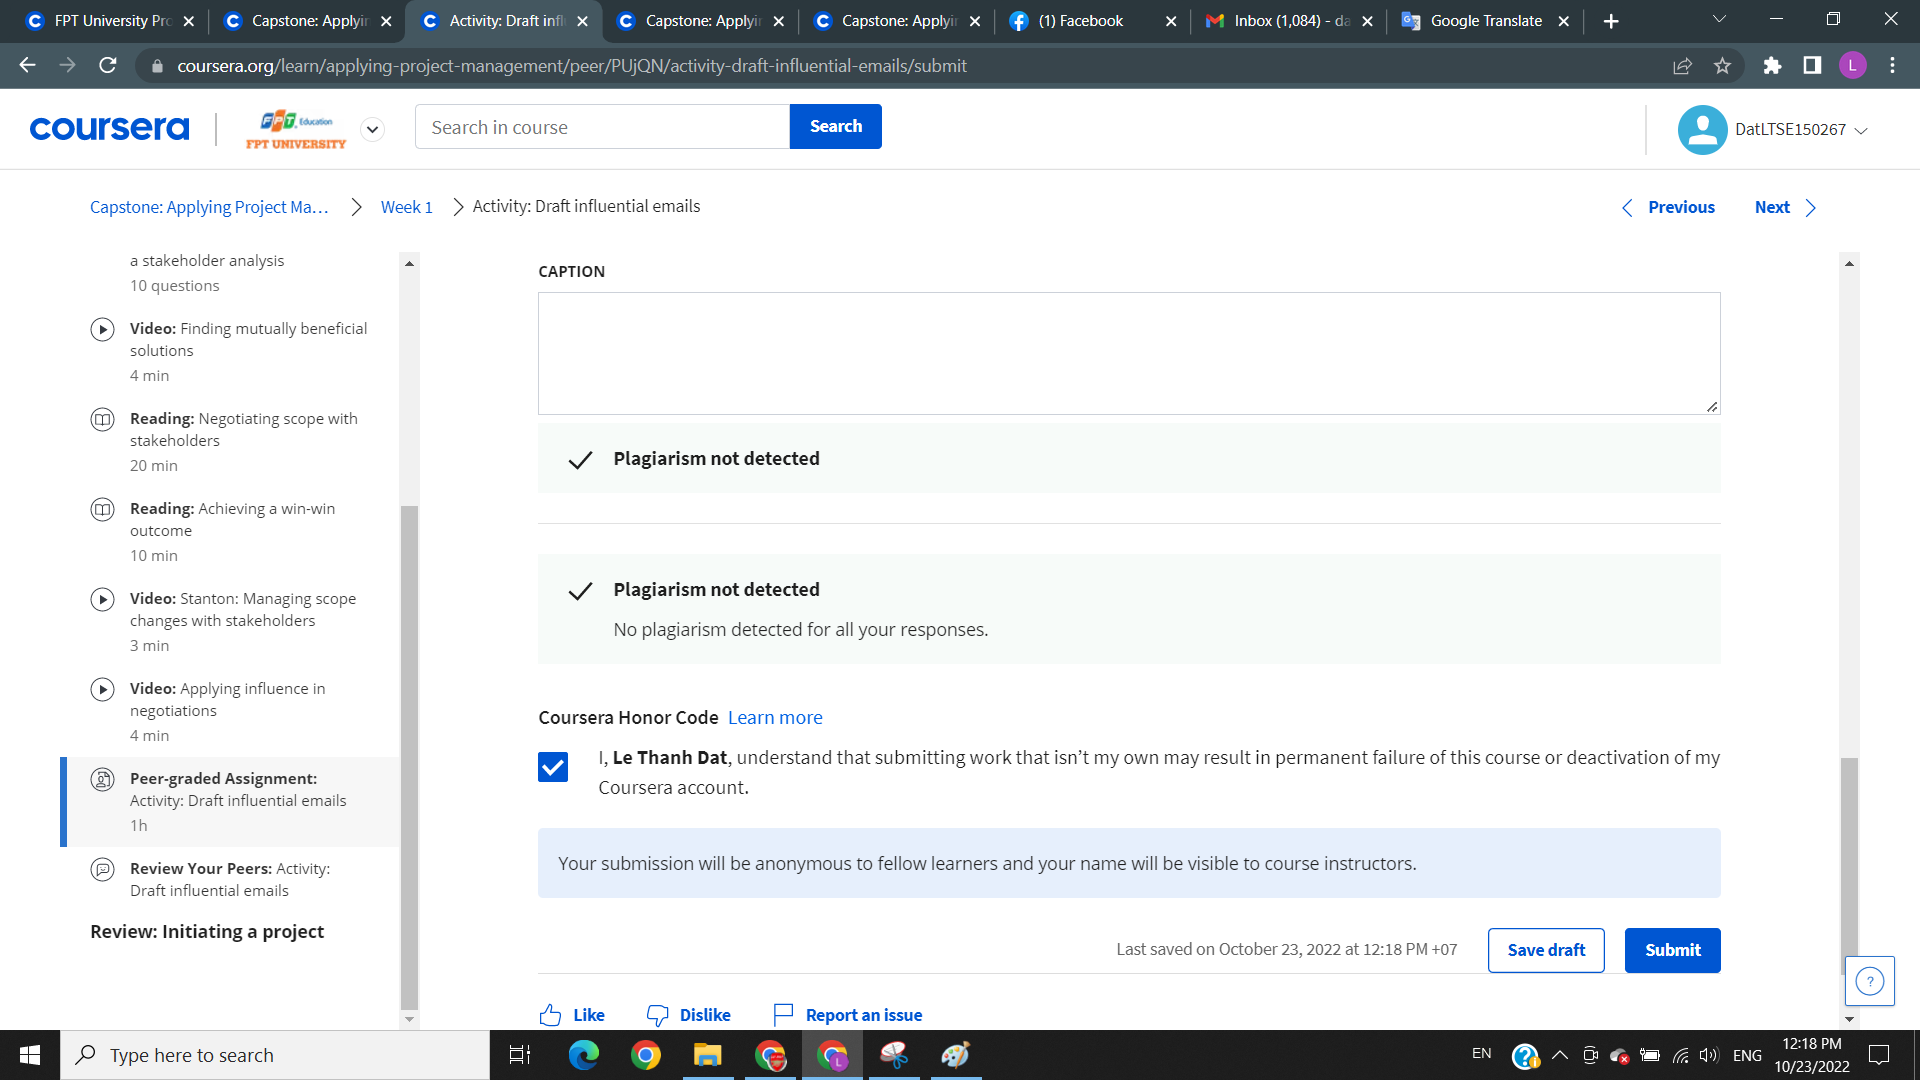 FPT University Pro
Capstone: Applyin
Activity: Draft infl
Capstone: Applyin
Capstone: Applyin
(1) Facebook
Inbox (1,084) - da
Google Translate
coursera.org/learn/applying-project-management/peer/PUjQN/activity-draft-influential-emails/submit
L
coursera
FPT Education
FPT UNIVERSITY
Search in course
Search
DatLTSE150267
Capstone: Applying Project Ma...
Week 1
Activity: Draft influential emails
Previous
Next
a stakeholder analysis
10 questions
Video: Finding mutually beneficial
solutions
4 min
Reading: Negotiating scope with
stakeholders
20 min
Reading: Achieving a win-win
outcome
10 min
Video: Stanton: Managing scope
changes with stakeholders
3 min
Video: Applying influence in
negotiations
4 min
Peer-graded Assignment:
Activity: Draft influential emails
1h
Review Your Peers: Activity:
Draft influential emails
Review: Initiating a project
CAPTION
Plagiarism not detected
Plagiarism not detected
No plagiarism detected for all your responses.
Coursera Honor Code Learn more
I, Le Thanh Dat, understand that submitting work that isn’t my own may result in permanent failure of this course or deactivation of my
Coursera account.
Your submission will be anonymous to fellow learners and your name will be visible to course instructors.
Last saved on October 23, 2022 at 12:18 PM +07
Save draft
Submit
Like
Dislike
Report an issue
Type here to search
L
EN
ENG
12:18 PM
10/23/2022